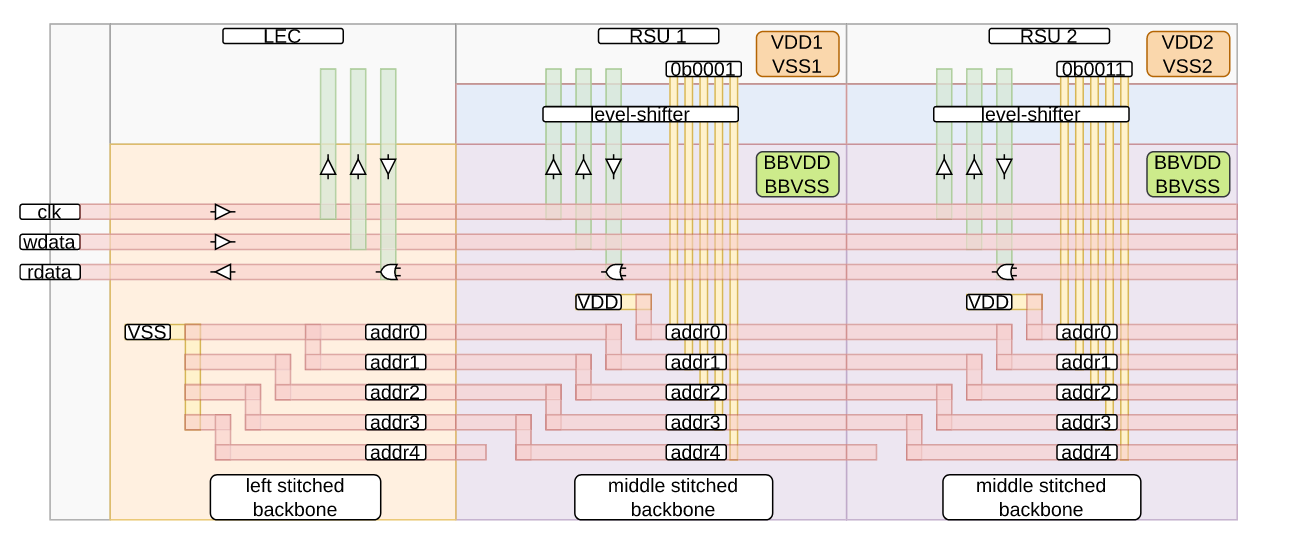 LEC
RSU 1
VDD1
VSS1
RSU 2
VDD2
VSS2
0b0001
0b0011
level-shifter
level-shifter
BBVDD
BBVSS
BBVDD
BBVSS
clk
wdata
rdata
VDD
VDD
VSS
addr0
addr0
addr0
addr1
addr1
addr1
addr2
addr2
addr2
addr3
addr3
addr3
addr4
addr4
addr4
left stitched
backbone
middle stitched
backbone
middle stitched
backbone